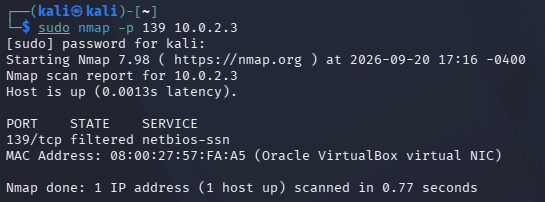 ┌──(kali㉿kali)-[~]
└─$ sudo nmap -p 139 10.0.2.3
[sudo] password for kali:
Starting Nmap 7.98 ( https://nmap.org ) at 2026-09-20 17:16 -0400
Nmap scan report for 10.0.2.3
Host is up (0.0013s latency).
PORT    STATE    SERVICE
139/tcp filtered netbios-ssn
MAC Address: 08:00:27:57:FA:A5 (Oracle VirtualBox virtual NIC)
Nmap done: 1 IP address (1 host up) scanned in 0.77 seconds